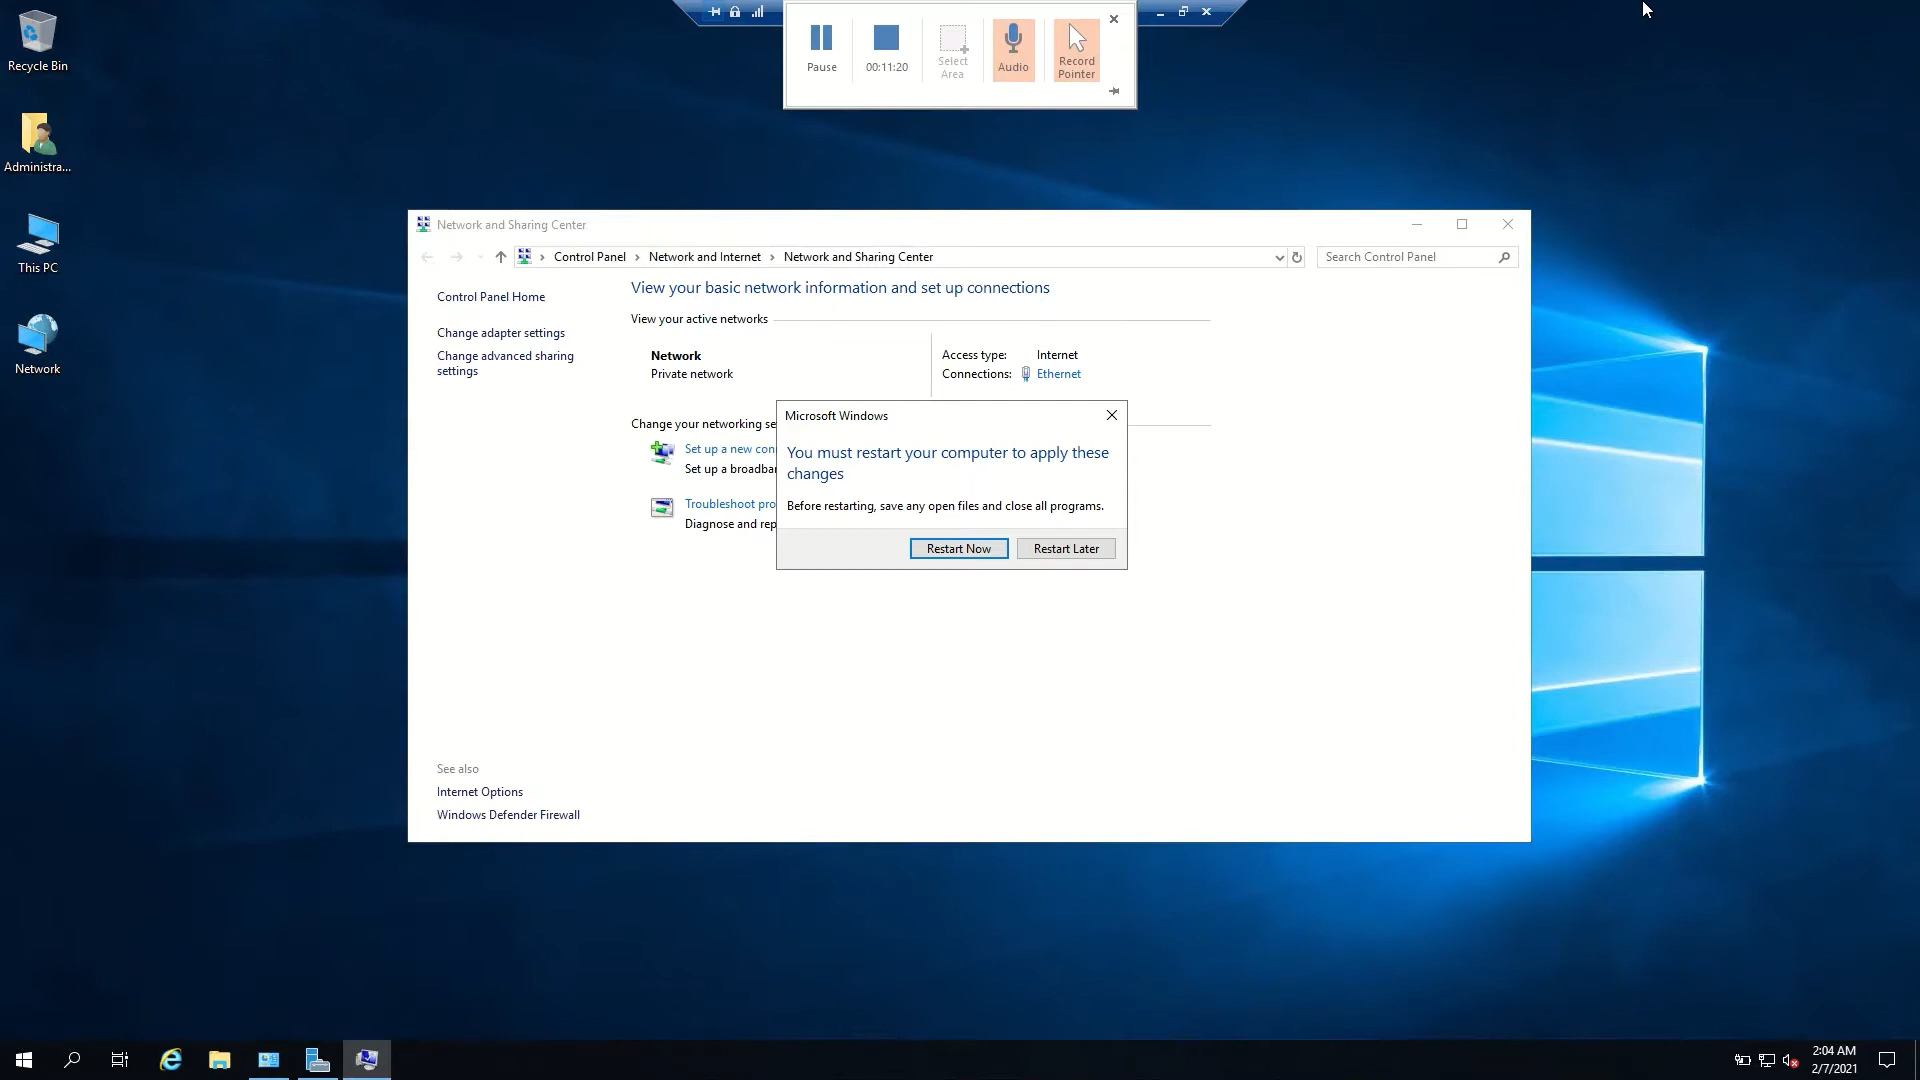 Recycle Bin
Administra...
This PC
Network
Pause
00:11:20
Select
Area
Audio
Record
Pointer
Network and Sharing Center
Control Panel > Network and Internet > Network and Sharing Center
Search Control Panel
Control Panel Home
Change adapter settings
Change advanced sharing
settings
View your basic network information and set up connections
View your active networks
Network
Private network
Access type: Internet
Connections: Ethernet
Change your networking se
Set up a new con
Set up a broadba
Troubleshoot pro
Diagnose and rep
Microsoft Windows
You must restart your computer to apply these
changes
Before restarting, save any open files and close all programs.
Restart Now
Restart Later
See also
Internet Options
Windows Defender Firewall
2:04 AM
2/7/2021